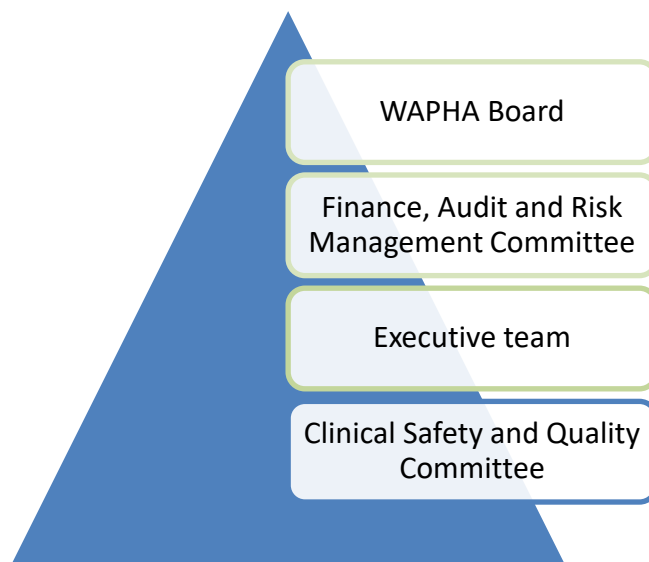 WAPHA Board
Finance, Audit and Risk
Management Committee
Executive team
Clinical Safety and Quality
Committee